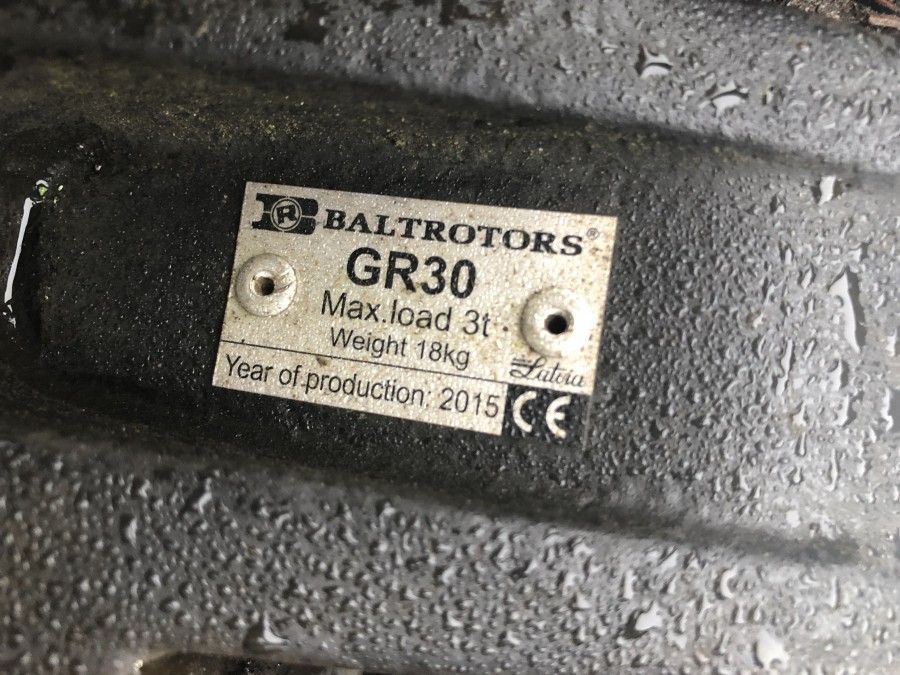 R BALTROTORS®
GR30
Max.load 3t
Weight 18kg
Latvia
Year of production: 2015 CE